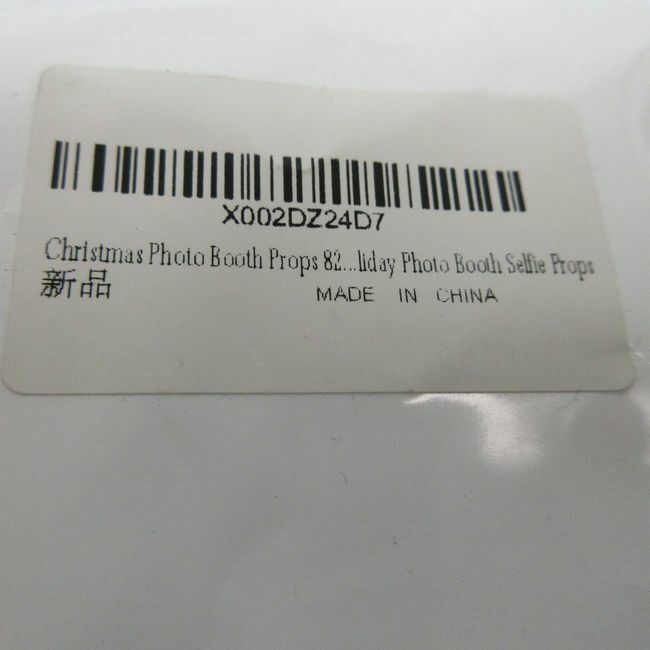 X002DZ24D7
Christmas Photo Booth Props 82...liday Photo Booth Selfie Props
新品 MADE IN CHINA